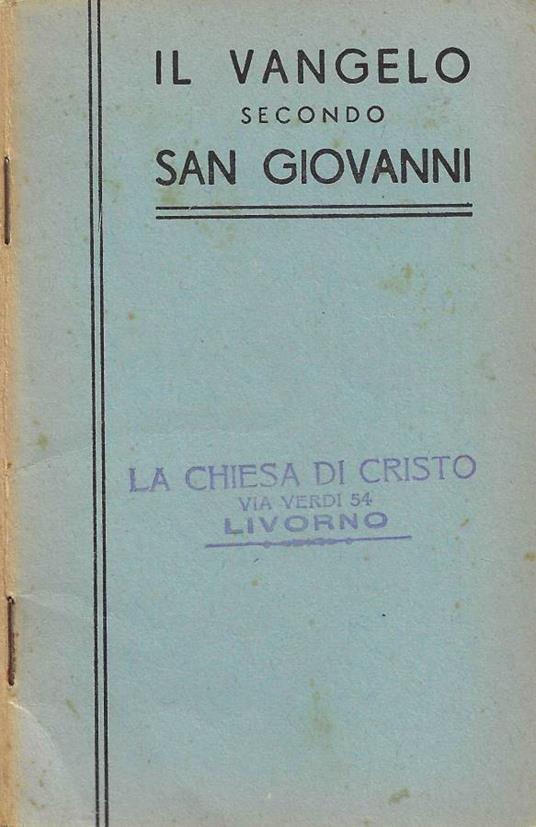 IL VANGELO
SECONDO
SAN GIOVANNI
LA CHIESA DI CRISTO
VIA VERDI 54
LIVORNO